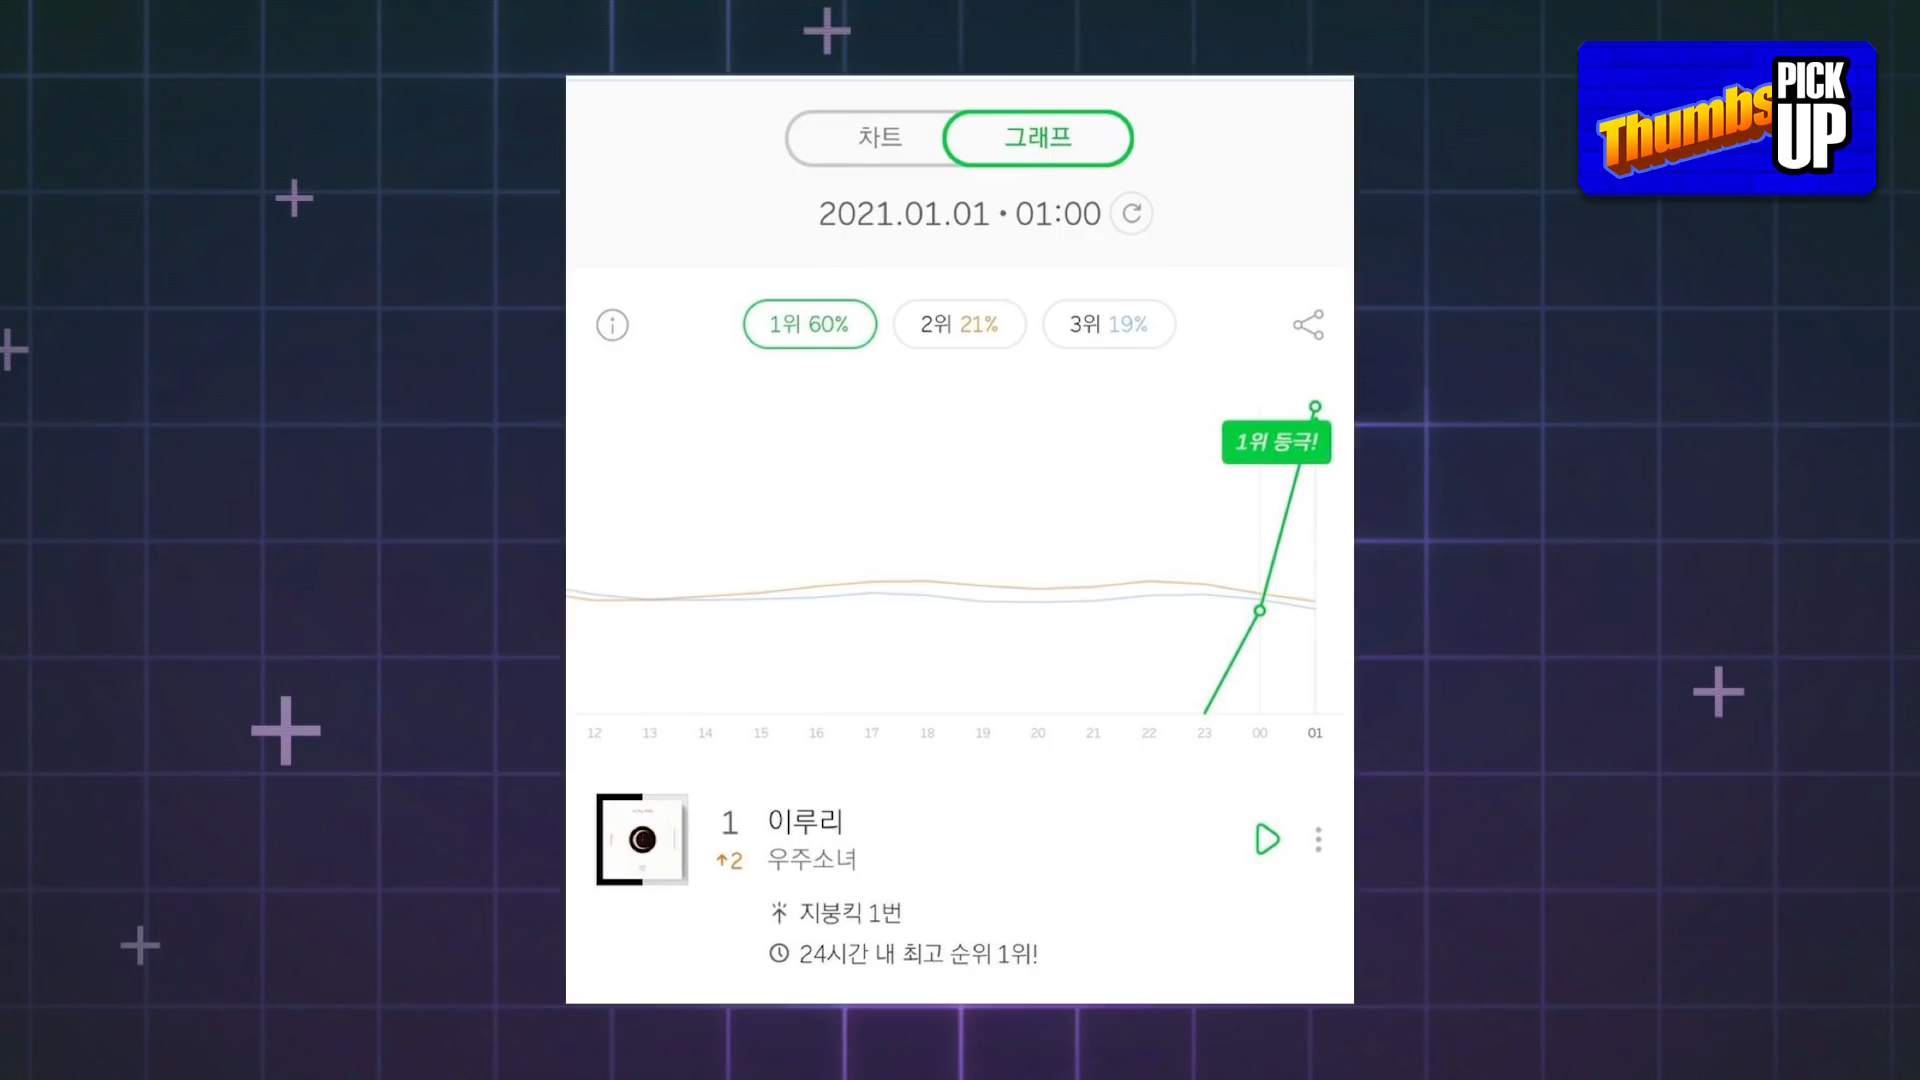 Thumbs PICK UP
차트 그래프
2021.01.01 • 01:00
1위 60% 2위 21% 3위 19%
1위 등극!
12 13 14 15 16 17 18 19 20 21 22 23 00 01
1 이루리
↑2 우주소녀
지붕킥 1번
24시간 내 최고 순위 1위!